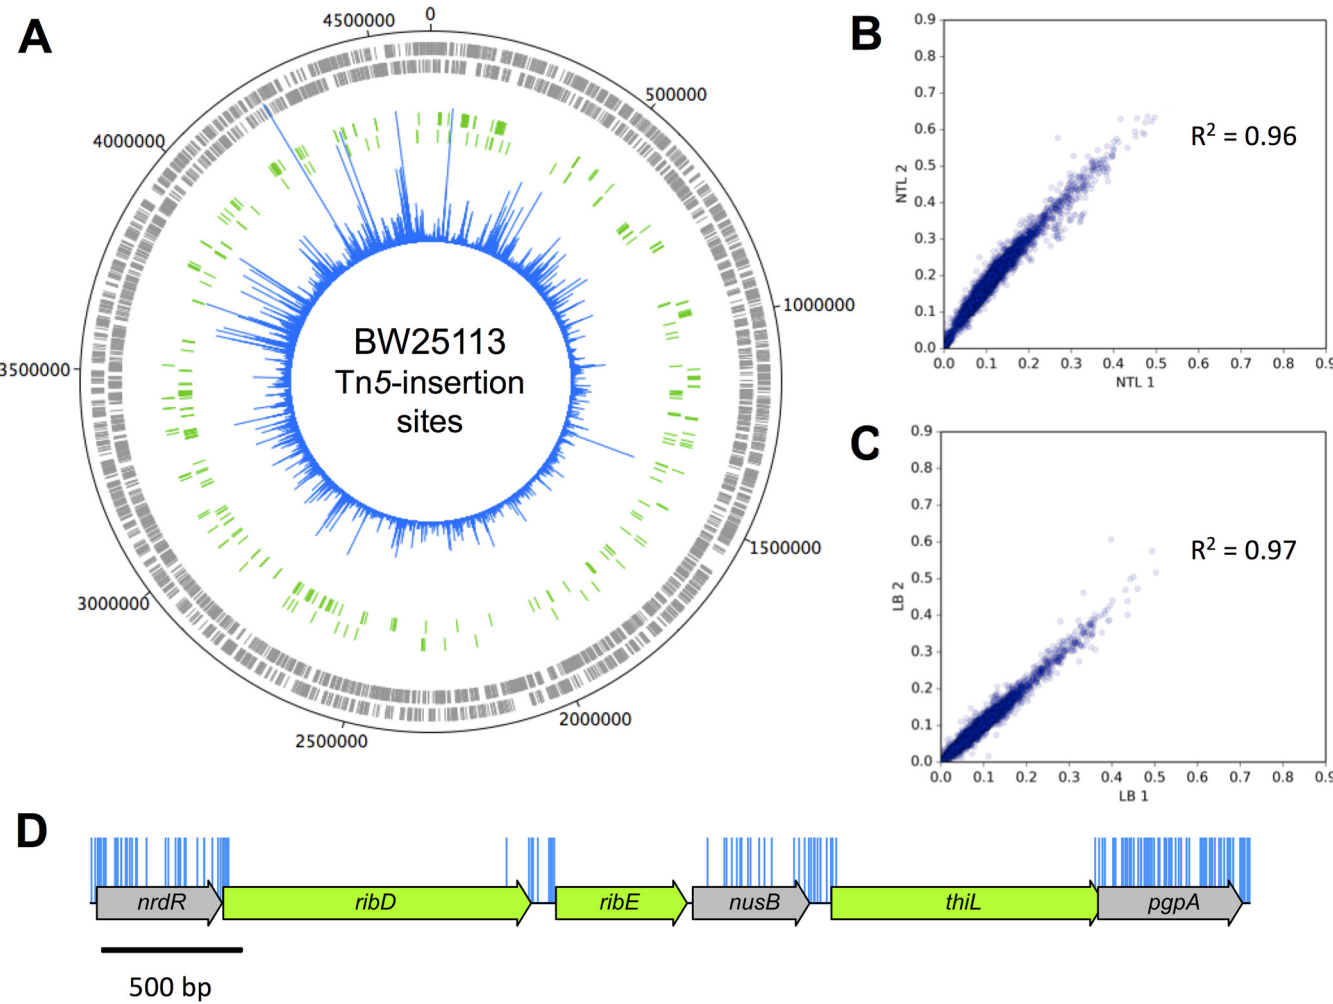 A
0
500000
1000000
1500000
2000000
2500000
3000000
3500000
4000000
4500000
BW25113
Tn5-insertion
sites
B
0.9
0.8
0.7
0.6
0.5
0.4
0.3
0.2
0.1
0.0
NTL 2
R² = 0.96
0.0 0.1 0.2 0.3 0.4 0.5 0.6 0.7 0.8 0.9
NTL 1
C
0.9
0.8
0.7
0.6
0.5
0.4
0.3
0.2
0.1
0.0
LB 2
R² = 0.97
0.0 0.1 0.2 0.3 0.4 0.5 0.6 0.7 0.8 0.9
LB 1
D
nrdR ribD ribE nusB thiL pgpA
500 bp